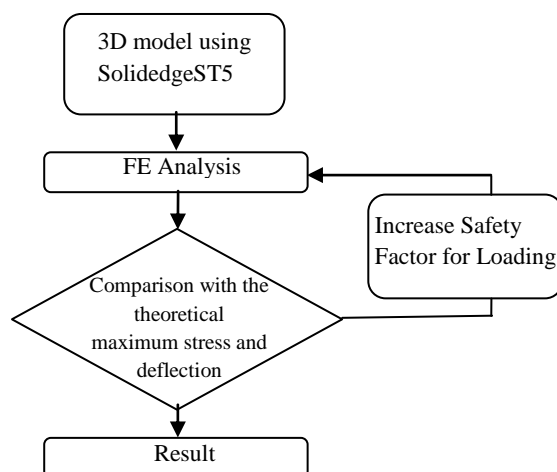 3D model using
SolidedgeST5
FE Analysis
Increase Safety
Factor for Loading
Comparison with the
theoretical
maximum stress and
deflection
Result